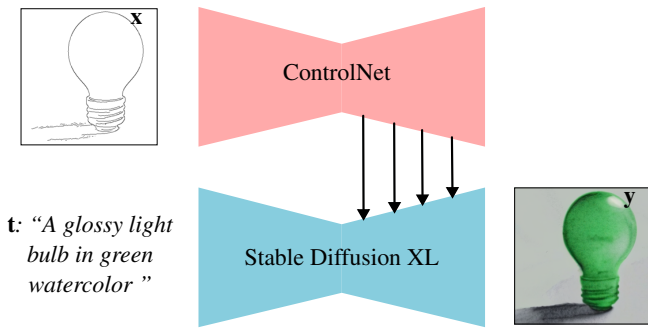 x
ControlNet
t: “A glossy light
bulb in green
watercolor ”
Stable Diffusion XL
y